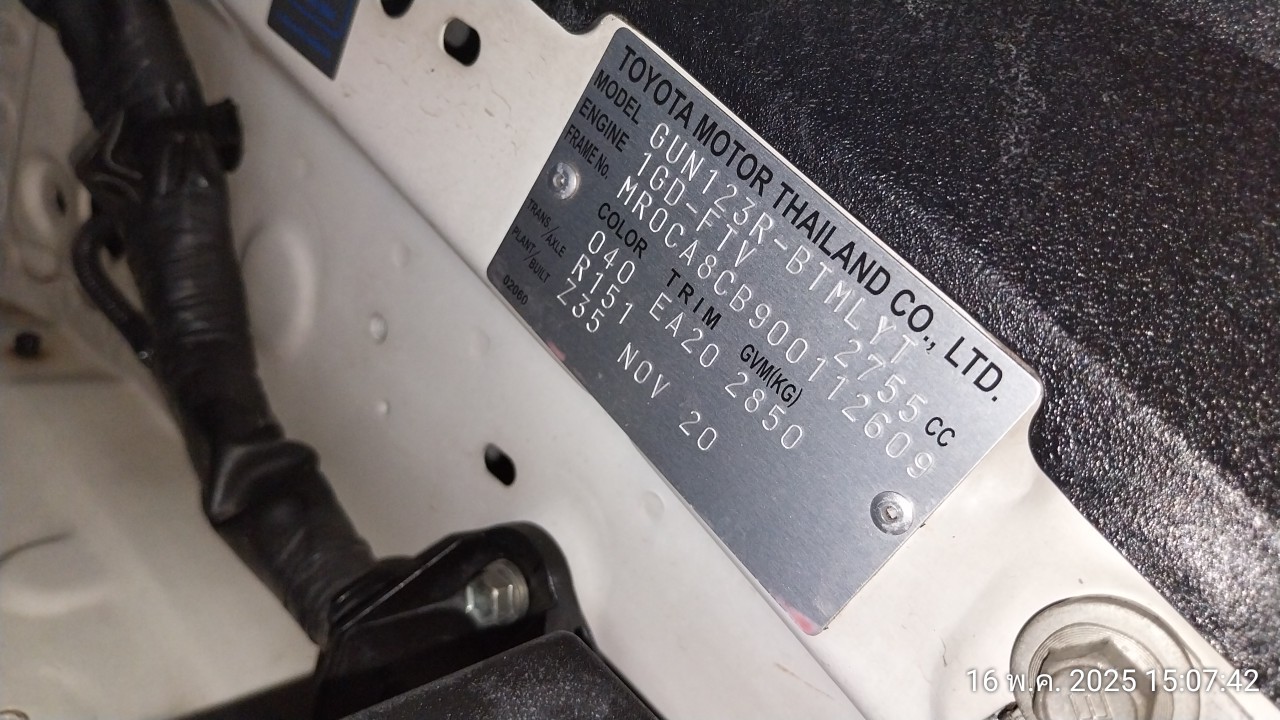 TOYOTA MOTOR THAILAND CO., LTD.
MODEL GUN123R-BTMLYT
ENGINE 1GD-FTV 2755 CC
FRAME No. MR0CA8CB900112609
COLOR TRIM GVM(KG)
040 EA20 2850
TRANS/AXLE R151
PLANT/BUILT Z35 NOV 20
02060
16 พ.ค. 2025 15:07:42